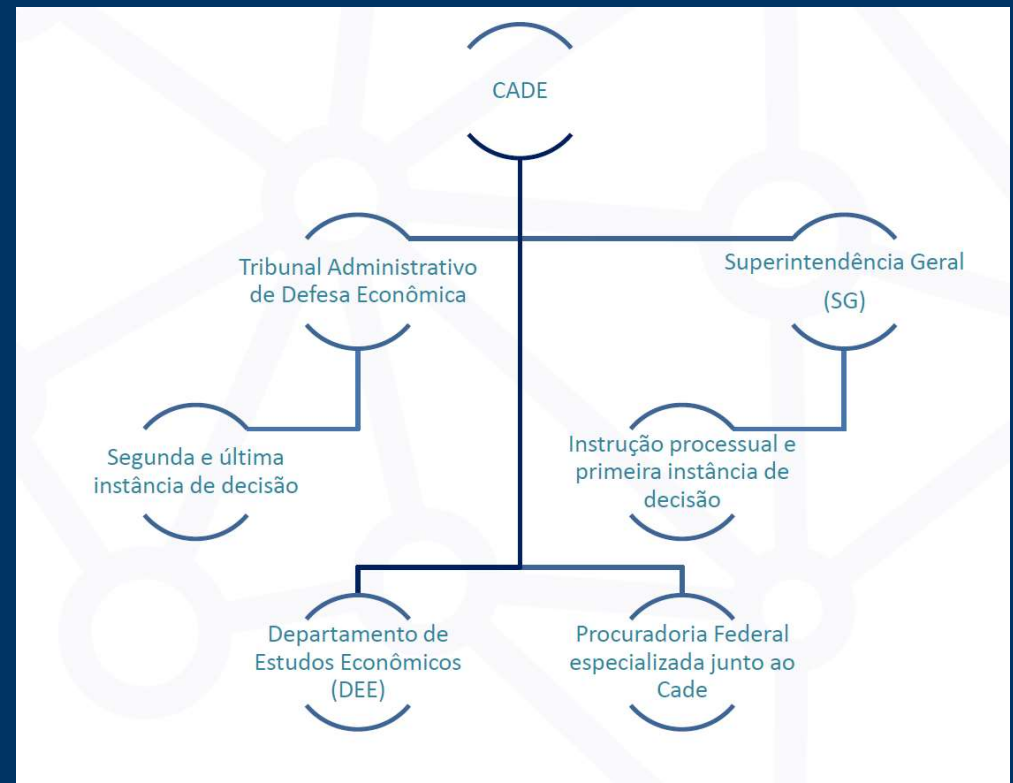 CADE
Tribunal Administrativo
de Defesa Econômica
Superintendência Geral
(SG)
Segunda e última
instância de decisão
Instrução processual e
primeira instância de
decisão
Departamento de
Estudos Econômicos
(DEE)
Procuradoria Federal
especializada junto ao
Cade